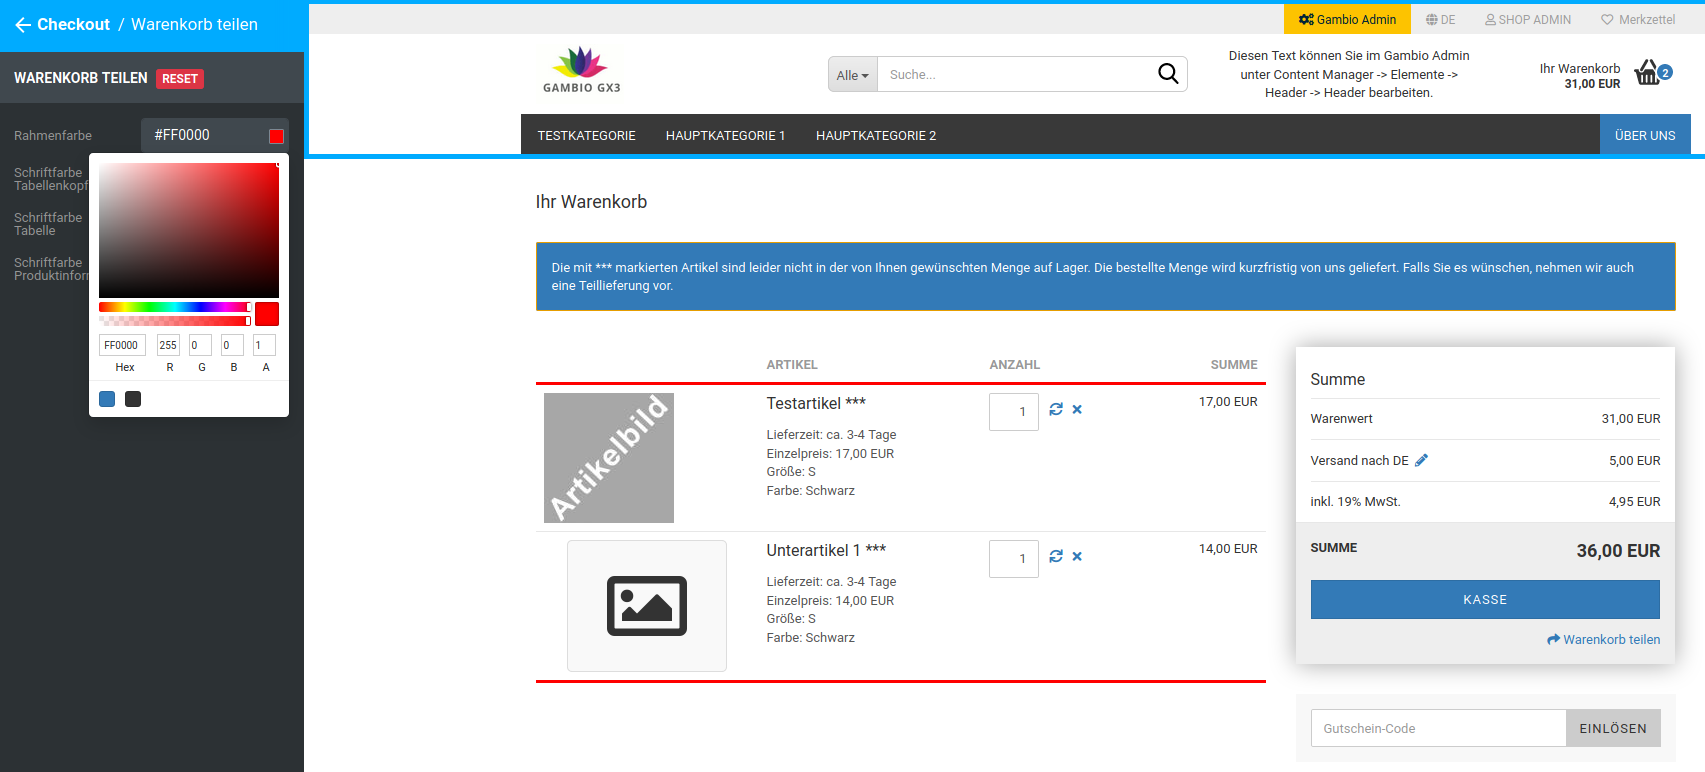 Checkout / Warenkorb teilen
WARENKORB TEILEN RESET
Rahmenfarbe #FF0000
Schriftfarbe
Tabellenkopf
Schriftfarbe
Tabelle
Schriftfarbe
Produktinfor
FF0000 255 0 0 1
Hex R G B A
Gambio Admin DE SHOP ADMIN Merkzettel
GAMBIO GX3
Alle Suche...
Diesen Text können Sie im Gambio Admin
unter Content Manager -> Elemente ->
Header -> Header bearbeiten.
Ihr Warenkorb
31,00 EUR
2
TESTKATEGORIE HAUPTKATEGORIE 1 HAUPTKATEGORIE 2 ÜBER UNS
Ihr Warenkorb
Die mit *** markierten Artikel sind leider nicht in der von Ihnen gewünschten Menge auf Lager. Die bestellte Menge wird kurzfristig von uns geliefert. Falls Sie es wünschen, nehmen wir auch
eine Teillieferung vor.
ARTIKEL ANZAHL SUMME
Artikelbild
Testartikel *** 1 17,00 EUR
Lieferzeit: ca. 3-4 Tage
Einzelpreis: 17,00 EUR
Größe: S
Farbe: Schwarz
Unterartikel 1 *** 1 14,00 EUR
Lieferzeit: ca. 3-4 Tage
Einzelpreis: 14,00 EUR
Größe: S
Farbe: Schwarz
Summe
Warenwert 31,00 EUR
Versand nach DE 5,00 EUR
inkl. 19% MwSt. 4,95 EUR
SUMME 36,00 EUR
KASSE
Warenkorb teilen
Gutschein-Code EINLÖSEN